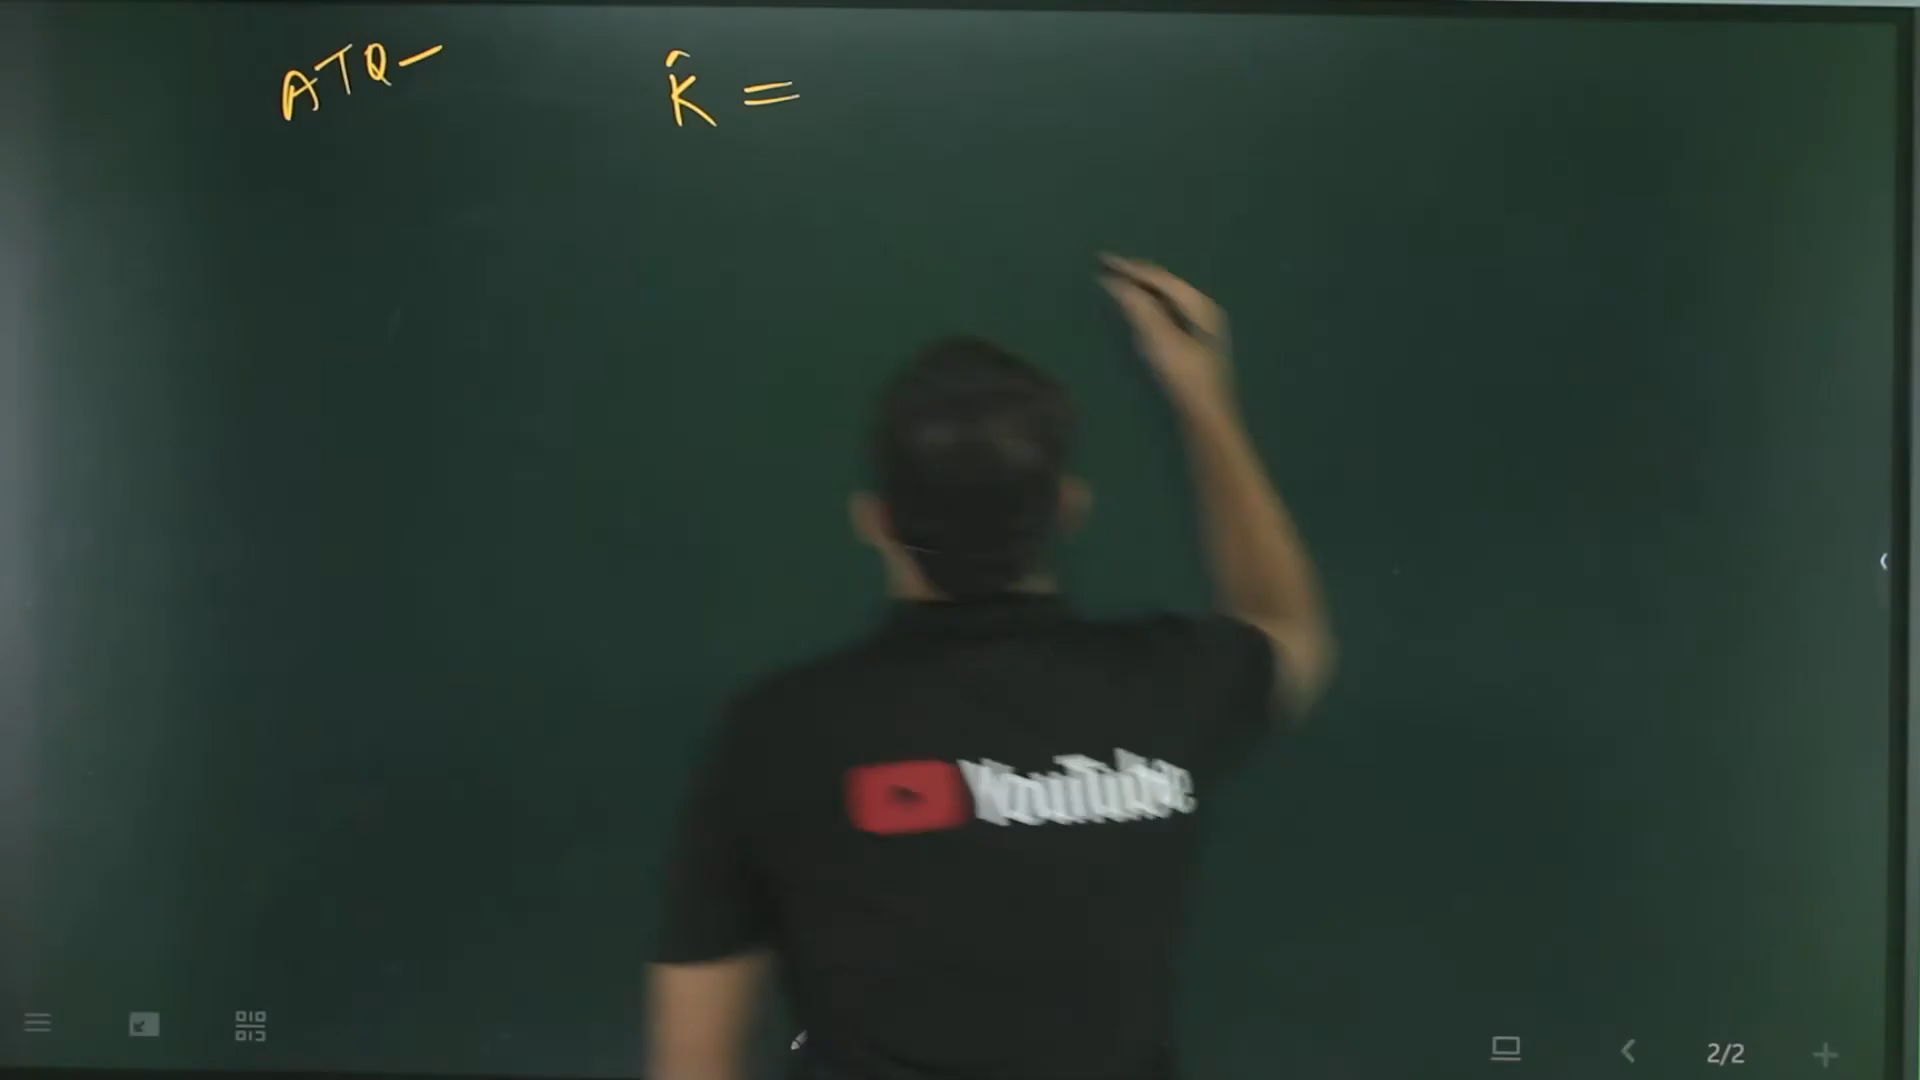 ATQ— K̂ =
YouTube
2/2